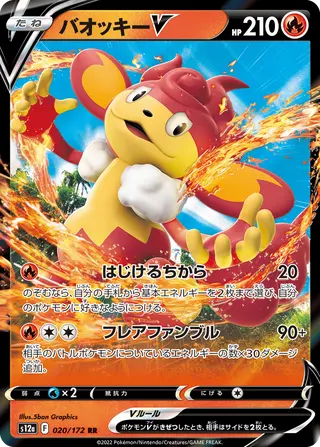 たね バオッキーV HP 210
はじけるちから 20
のぞむなら、自分の手札から基本エネルギーを2枚まで選び、自分のポケモンに好きなようにつける。
フレアファンブル 90+
相手のバトルポケモンについているエネルギーの数×30ダメージ追加。
弱点 ×2 抵抗力 にげる
Illus.5ban Graphics
s12a F 020/172 RR
Vルール
ポケモンVがきぜつしたとき、相手はサイドを2枚とる。
©2022 Pokémon/Nintendo/Creatures/GAME FREAK.